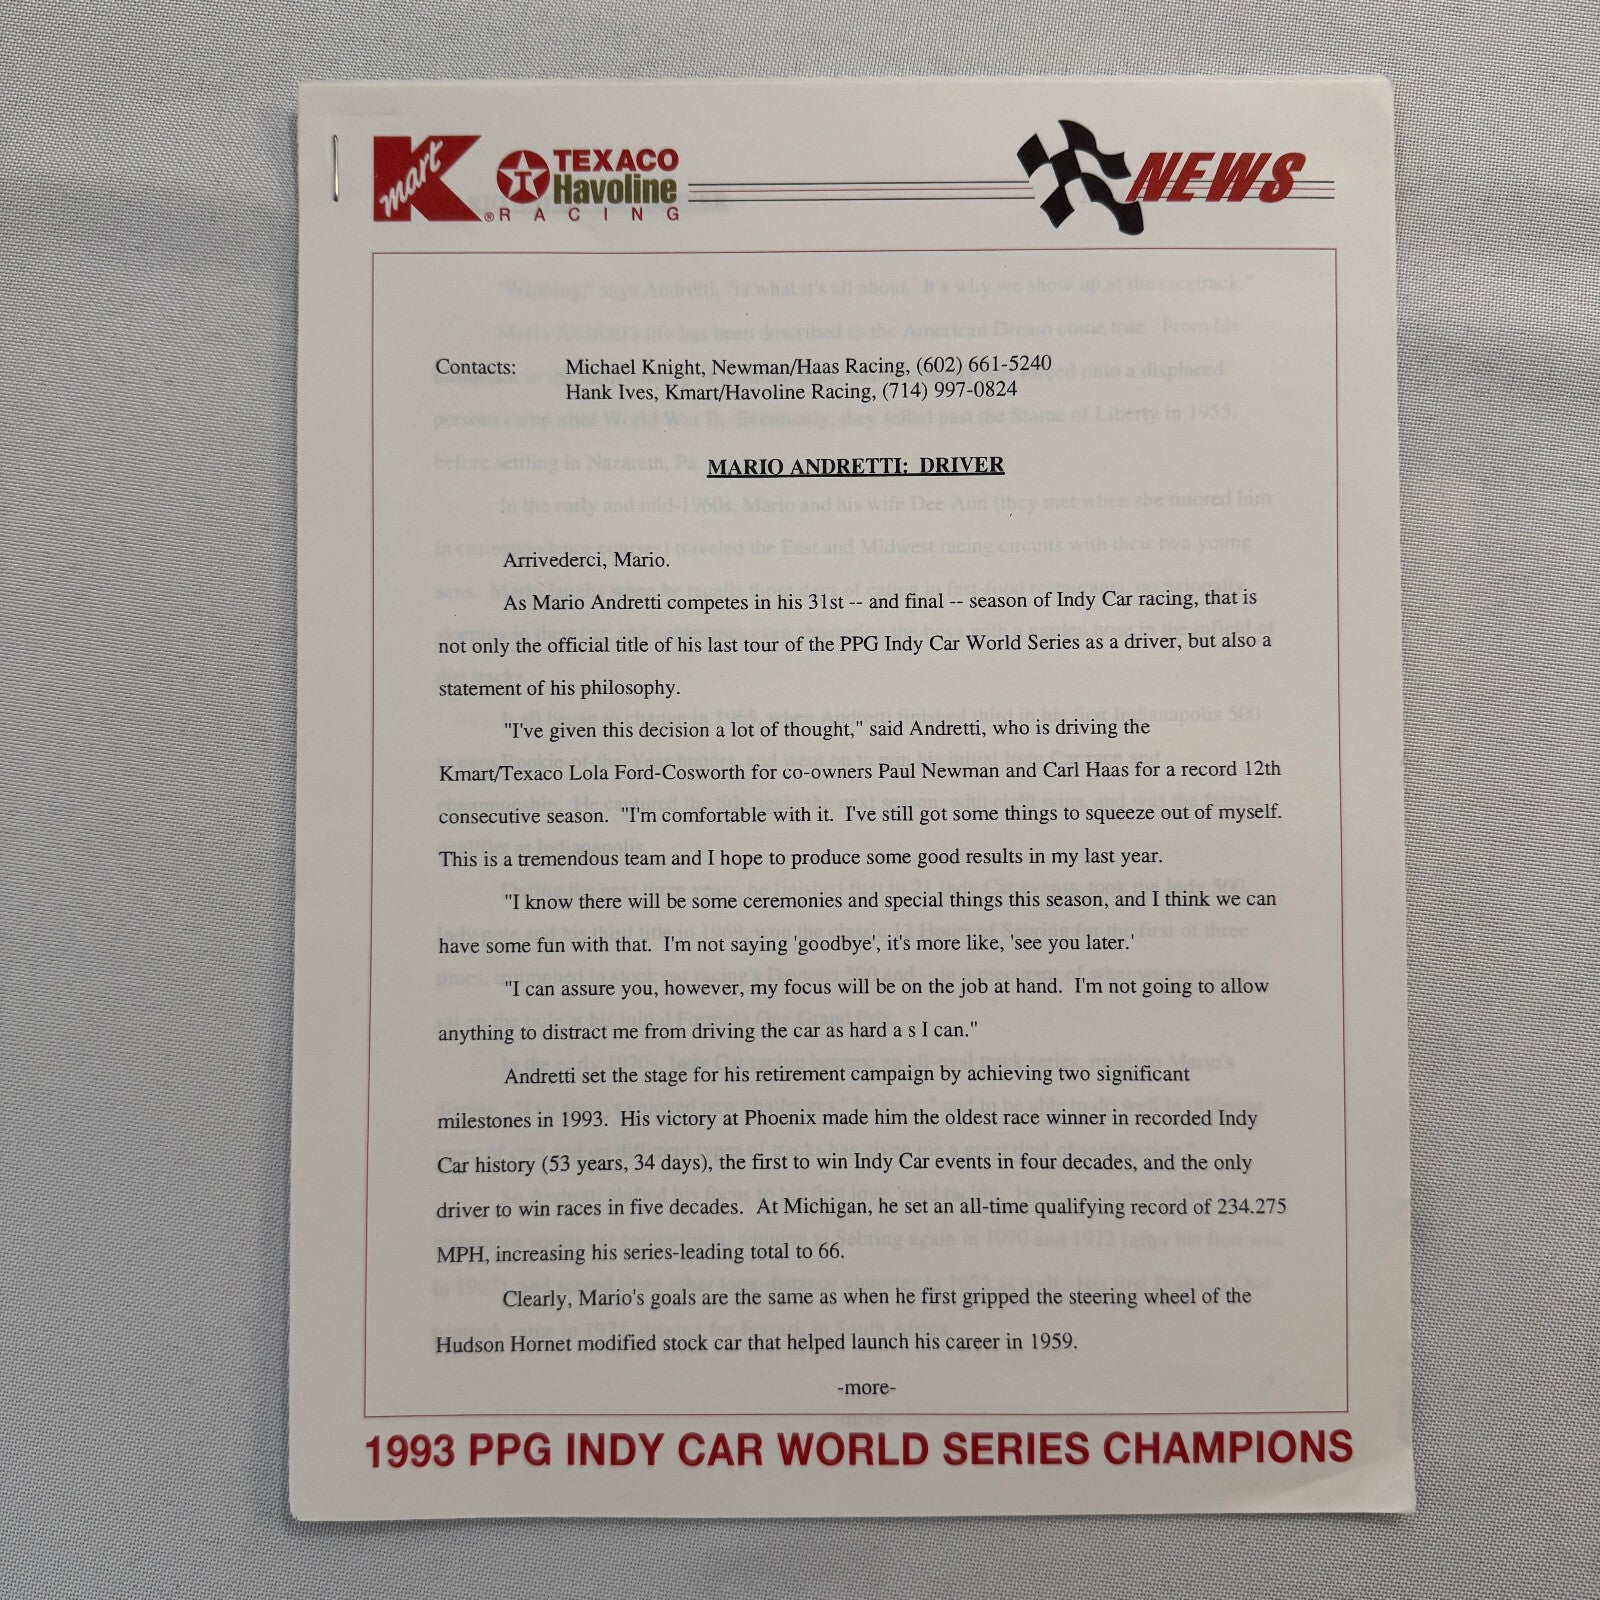 Kmart ® TEXACO
Havoline
RACING
NEWS
Contacts: Michael Knight, Newman/Haas Racing, (602) 661-5240
Hank Ives, Kmart/Havoline Racing, (714) 997-0824
MARIO ANDRETTI: DRIVER
Arrivederci, Mario.
As Mario Andretti competes in his 31st -- and final -- season of Indy Car racing, that is
not only the official title of his last tour of the PPG Indy Car World Series as a driver, but also a
statement of his philosophy.
"I've given this decision a lot of thought," said Andretti, who is driving the
Kmart/Texaco Lola Ford-Cosworth for co-owners Paul Newman and Carl Haas for a record 12th
consecutive season. "I'm comfortable with it. I've still got some things to squeeze out of myself.
This is a tremendous team and I hope to produce some good results in my last year.
"I know there will be some ceremonies and special things this season, and I think we can
have some fun with that. I'm not saying 'goodbye', it's more like, 'see you later.'
"I can assure you, however, my focus will be on the job at hand. I'm not going to allow
anything to distract me from driving the car as hard a s I can."
Andretti set the stage for his retirement campaign by achieving two significant
milestones in 1993. His victory at Phoenix made him the oldest race winner in recorded Indy
Car history (53 years, 34 days), the first to win Indy Car events in four decades, and the only
driver to win races in five decades. At Michigan, he set an all-time qualifying record of 234.275
MPH, increasing his series-leading total to 66.
Clearly, Mario's goals are the same as when he first gripped the steering wheel of the
Hudson Hornet modified stock car that helped launch his career in 1959.
-more-
1993 PPG INDY CAR WORLD SERIES CHAMPIONS